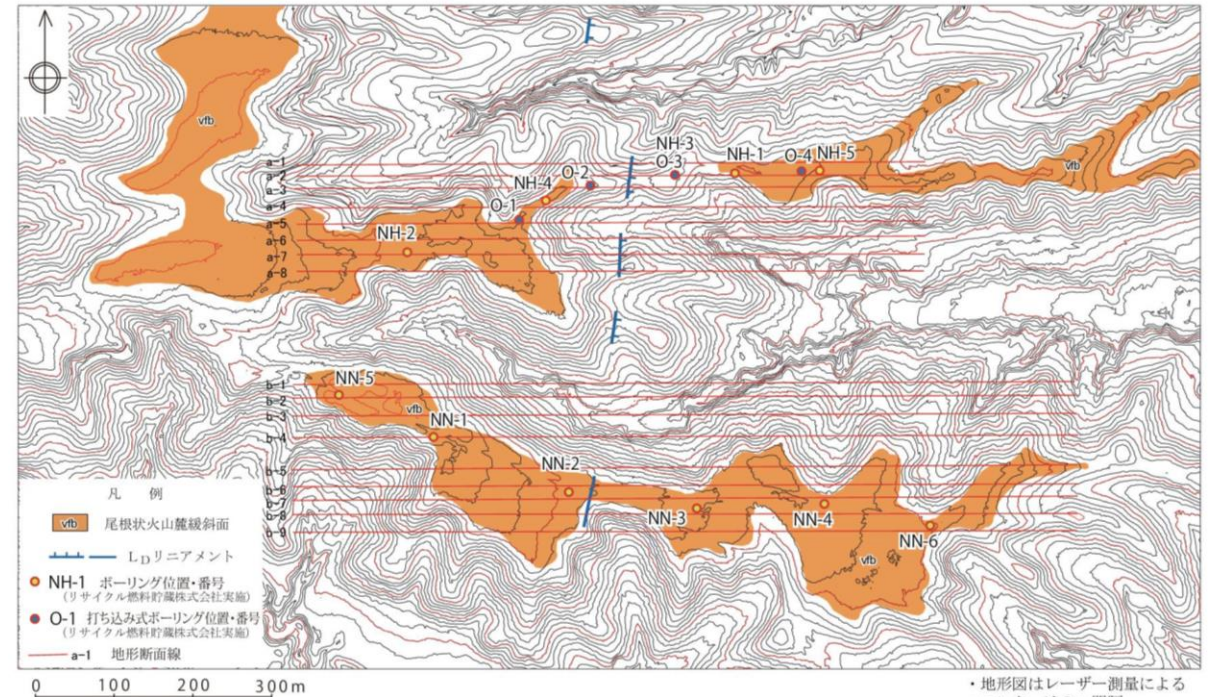 vfb
NH-3
O-3
NH-1
O-4
NH-5
vfb
a-1
a-2
a-3
a-4
a-5
a-6
a-7
a-8
O-2
NH-4
O-1
NH-2
b-1
b-2
b-3
b-4
b-5
b-6
b-7
b-8
b-9
NN-5
vfb
NN-1
NN-2
NN-3
NN-4
NN-6
vfb
凡 例
vfb 尾根状火山麓緩斜面
LDリニアメント
NH-1 ボーリング位置・番号
(リサイクル燃料貯蔵株式会社実施)
O-1 打ち込み式ボーリング位置・番号
(リサイクル燃料貯蔵株式会社実施)
a-1 地形断面線
0 100 200 300m
・地形図はレーザー測量による